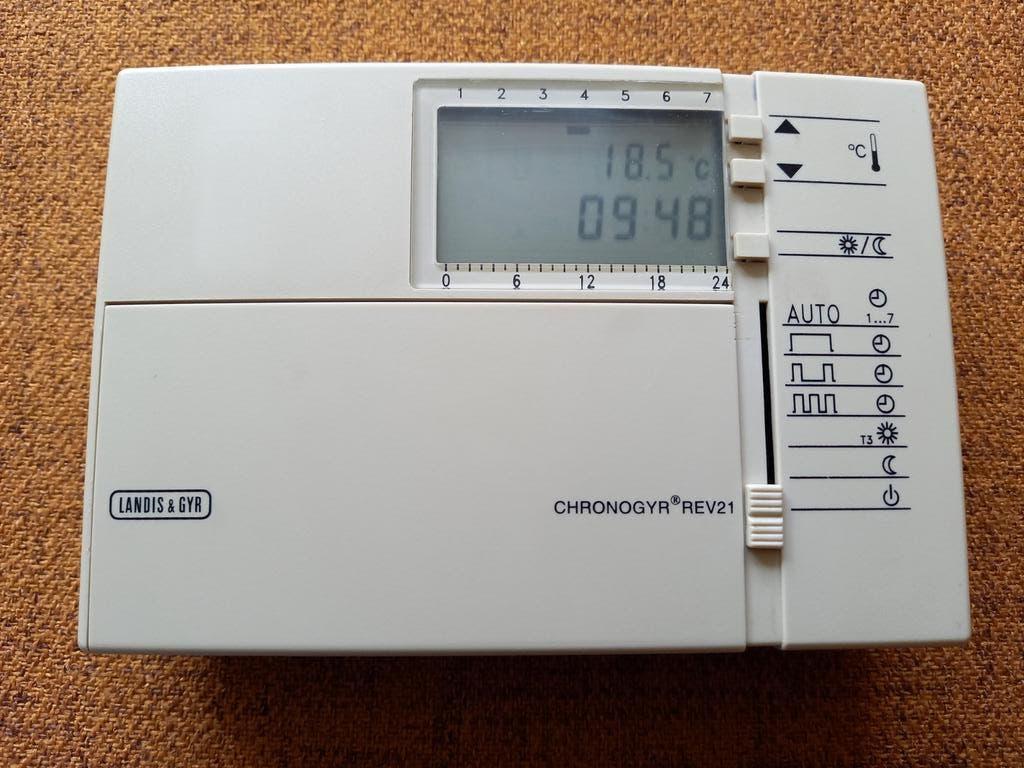 1 2 3 4 5 6 7
18.5 °C
09:48
0 6 12 18 24
°C
/
AUTO 1...7
T3
LANDIS & GYR
CHRONOGYR® REV21